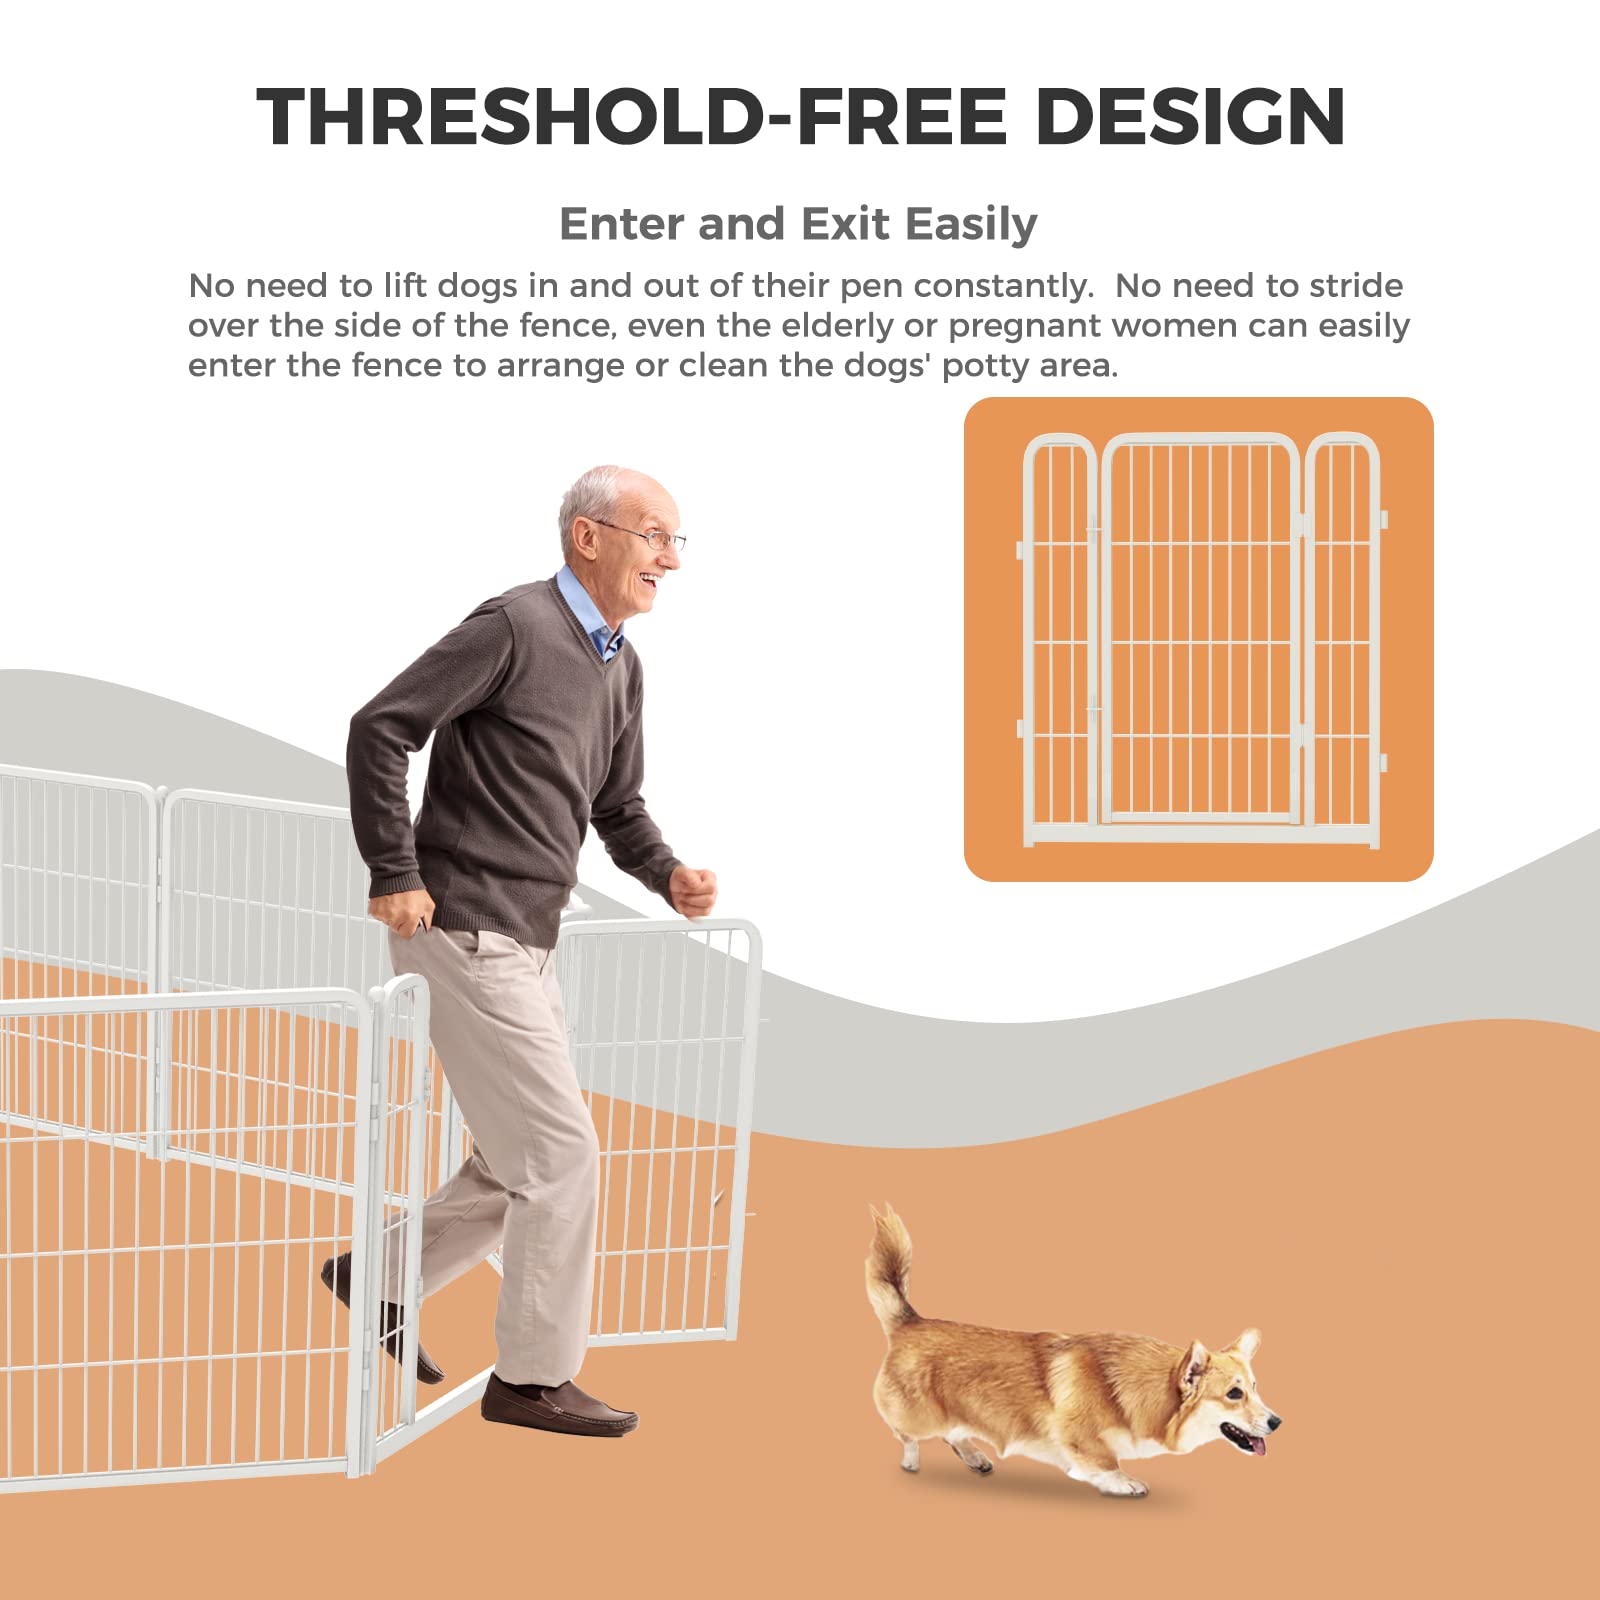 THRESHOLD-FREE DESIGN
Enter and Exit Easily
No need to lift dogs in and out of their pen constantly.  No need to stride
over the side of the fence, even the elderly or pregnant women can easily
enter the fence to arrange or clean the dogs' potty area.